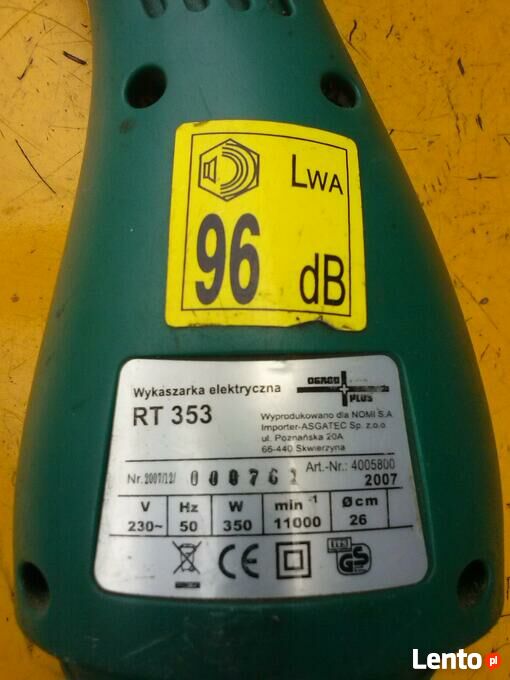 LWA
96 dB
Wykaszarka elektryczna
RT 353
PLUS
Wyprodukowano dla NOMI S.A
Importer-ASGATEC Sp. z.o.o
ul. Poznańska 20A
66-440 Skwierzyna
Nr. 2007/12/ 000761
Art.-Nr.: 4005800
2007
V Hz W min⁻¹ Øcm
230~ 50 350 11000 26
CE
GS
Lento.pl